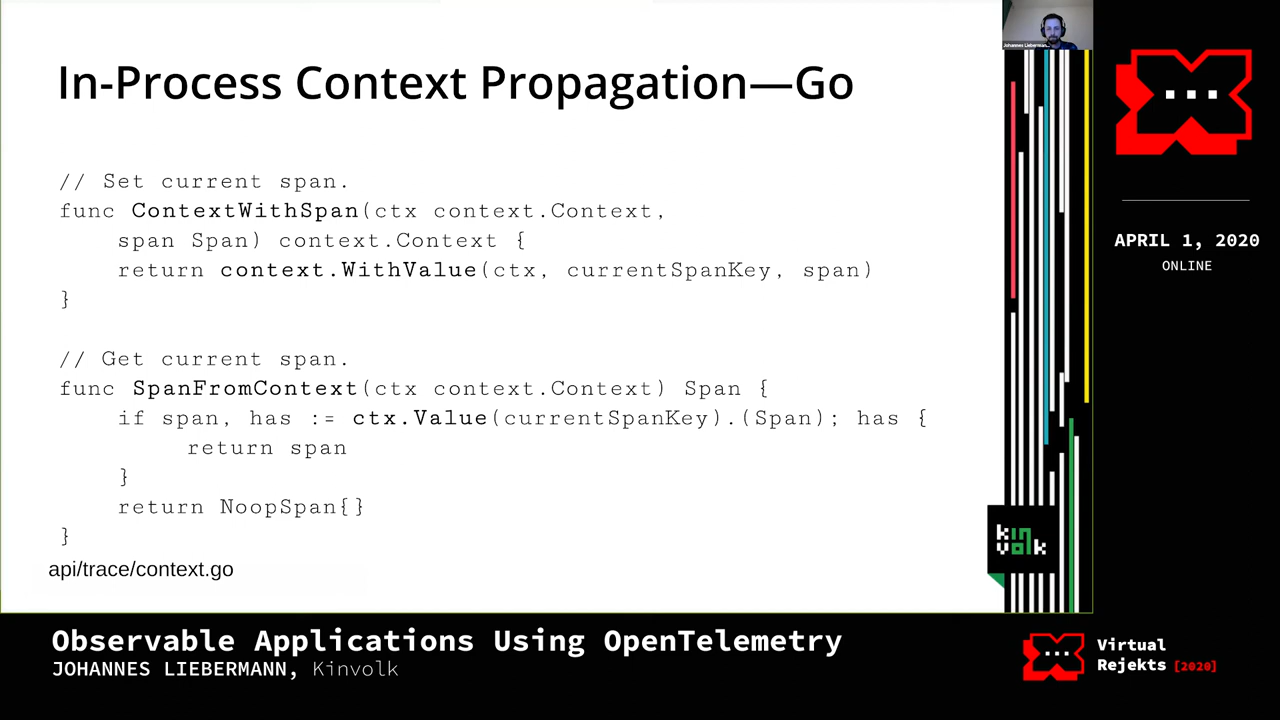 In-Process Context Propagation—Go
// Set current span.
func ContextWithSpan(ctx context.Context,
    span Span) context.Context {
    return context.WithValue(ctx, currentSpanKey, span)
}
// Get current span.
func SpanFromContext(ctx context.Context) Span {
    if span, has := ctx.Value(currentSpanKey).(Span); has {
        return span
    }
    return NoopSpan{}
}
api/trace/context.go
kinvolk
APRIL 1, 2020
ONLINE
Observable Applications Using OpenTelemetry
JOHANNES LIEBERMANN, Kinvolk
Virtual
Rejekts [2020]